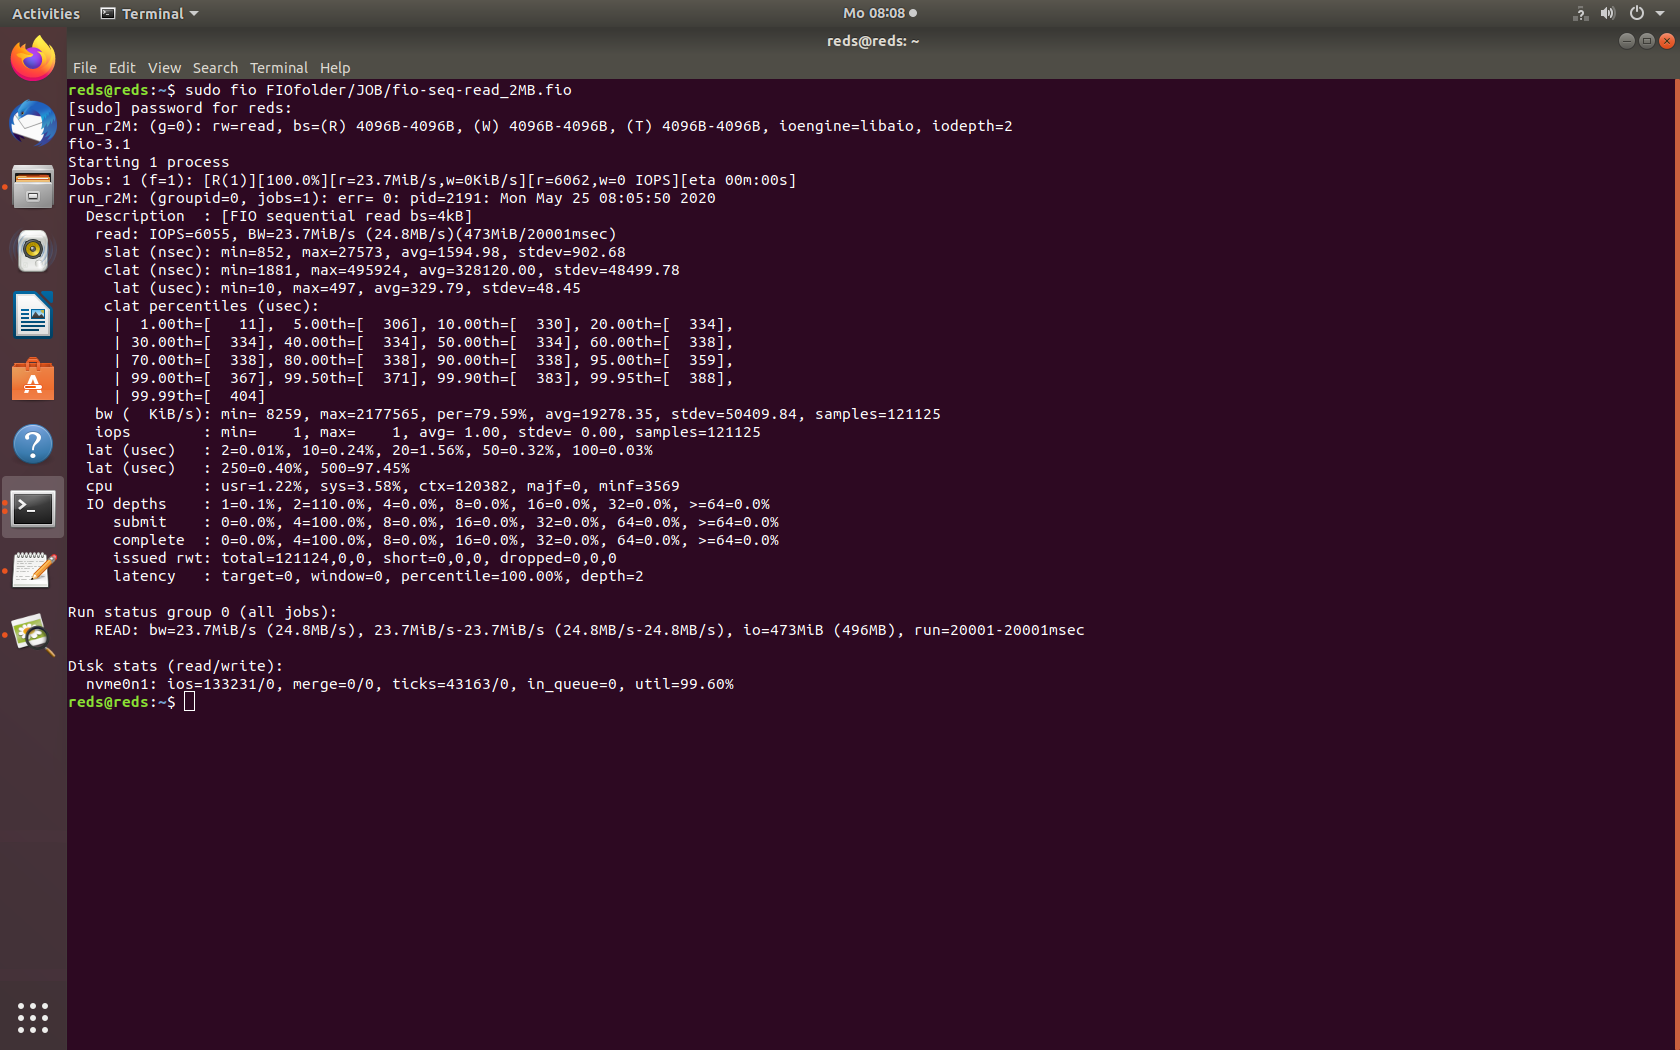 Activities Terminal Mo 08:08
reds@reds: ~
File Edit View Search Terminal Help
reds@reds:~$ sudo fio FIOfolder/JOB/fio-seq-read_2MB.fio
[sudo] password for reds:
run_r2M: (g=0): rw=read, bs=(R) 4096B-4096B, (W) 4096B-4096B, (T) 4096B-4096B, ioengine=libaio, iodepth=2
fio-3.1
Starting 1 process
Jobs: 1 (f=1): [R(1)][100.0%][r=23.7MiB/s,w=0KiB/s][r=6062,w=0 IOPS][eta 00m:00s]
run_r2M: (groupid=0, jobs=1): err= 0: pid=2191: Mon May 25 08:05:50 2020
  Description  : [FIO sequential read bs=4kB]
   read: IOPS=6055, BW=23.7MiB/s (24.8MB/s)(473MiB/20001msec)
    slat (nsec): min=852, max=27573, avg=1594.98, stdev=902.68
    clat (nsec): min=1881, max=495924, avg=328120.00, stdev=48499.78
     lat (usec): min=10, max=497, avg=329.79, stdev=48.45
    clat percentiles (usec):
     |  1.00th=[   11],  5.00th=[  306], 10.00th=[  330], 20.00th=[  334],
     | 30.00th=[  334], 40.00th=[  334], 50.00th=[  334], 60.00th=[  338],
     | 70.00th=[  338], 80.00th=[  338], 90.00th=[  338], 95.00th=[  359],
     | 99.00th=[  367], 99.50th=[  371], 99.90th=[  383], 99.95th=[  388],
     | 99.99th=[  404]
   bw (  KiB/s): min= 8259, max=2177565, per=79.59%, avg=19278.35, stdev=50409.84, samples=121125
   iops        : min=    1, max=    1, avg= 1.00, stdev= 0.00, samples=121125
  lat (usec)   : 2=0.01%, 10=0.24%, 20=1.56%, 50=0.32%, 100=0.03%
  lat (usec)   : 250=0.40%, 500=97.45%
  cpu          : usr=1.22%, sys=3.58%, ctx=120382, majf=0, minf=3569
  IO depths    : 1=0.1%, 2=110.0%, 4=0.0%, 8=0.0%, 16=0.0%, 32=0.0%, >=64=0.0%
     submit    : 0=0.0%, 4=100.0%, 8=0.0%, 16=0.0%, 32=0.0%, 64=0.0%, >=64=0.0%
     complete  : 0=0.0%, 4=100.0%, 8=0.0%, 16=0.0%, 32=0.0%, 64=0.0%, >=64=0.0%
     issued rwt: total=121124,0,0, short=0,0,0, dropped=0,0,0
     latency   : target=0, window=0, percentile=100.00%, depth=2
Run status group 0 (all jobs):
   READ: bw=23.7MiB/s (24.8MB/s), 23.7MiB/s-23.7MiB/s (24.8MB/s-24.8MB/s), io=473MiB (496MB), run=20001-20001msec
Disk stats (read/write):
  nvme0n1: ios=133231/0, merge=0/0, ticks=43163/0, in_queue=0, util=99.60%
reds@reds:~$